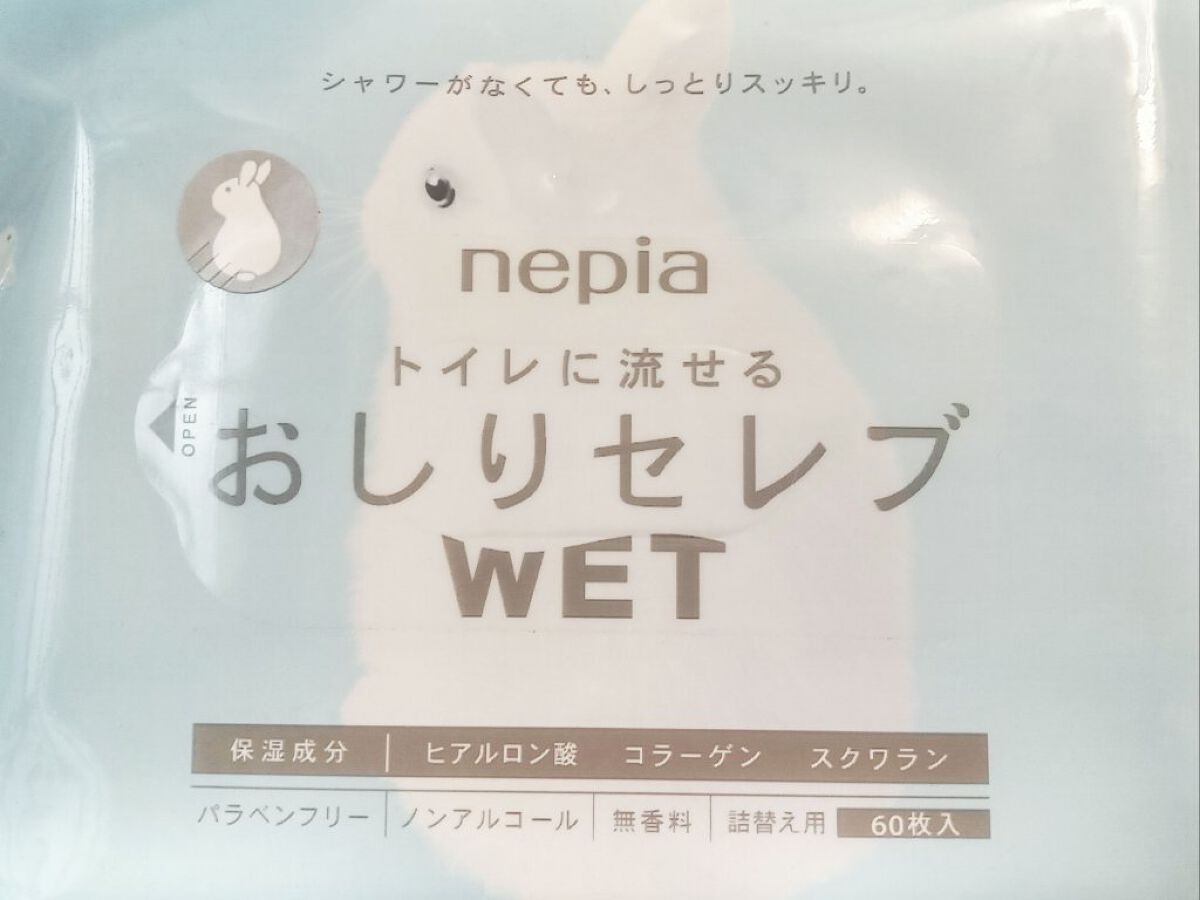 シャワーがなくても、しっとりスッキリ。
nepia
トイレに流せる
OPEN
おしりセレブ
WET
保湿成分 ヒアルロン酸 コラーゲン スクワラン
パラベンフリー ノンアルコール 無香料 詰替え用 60枚入